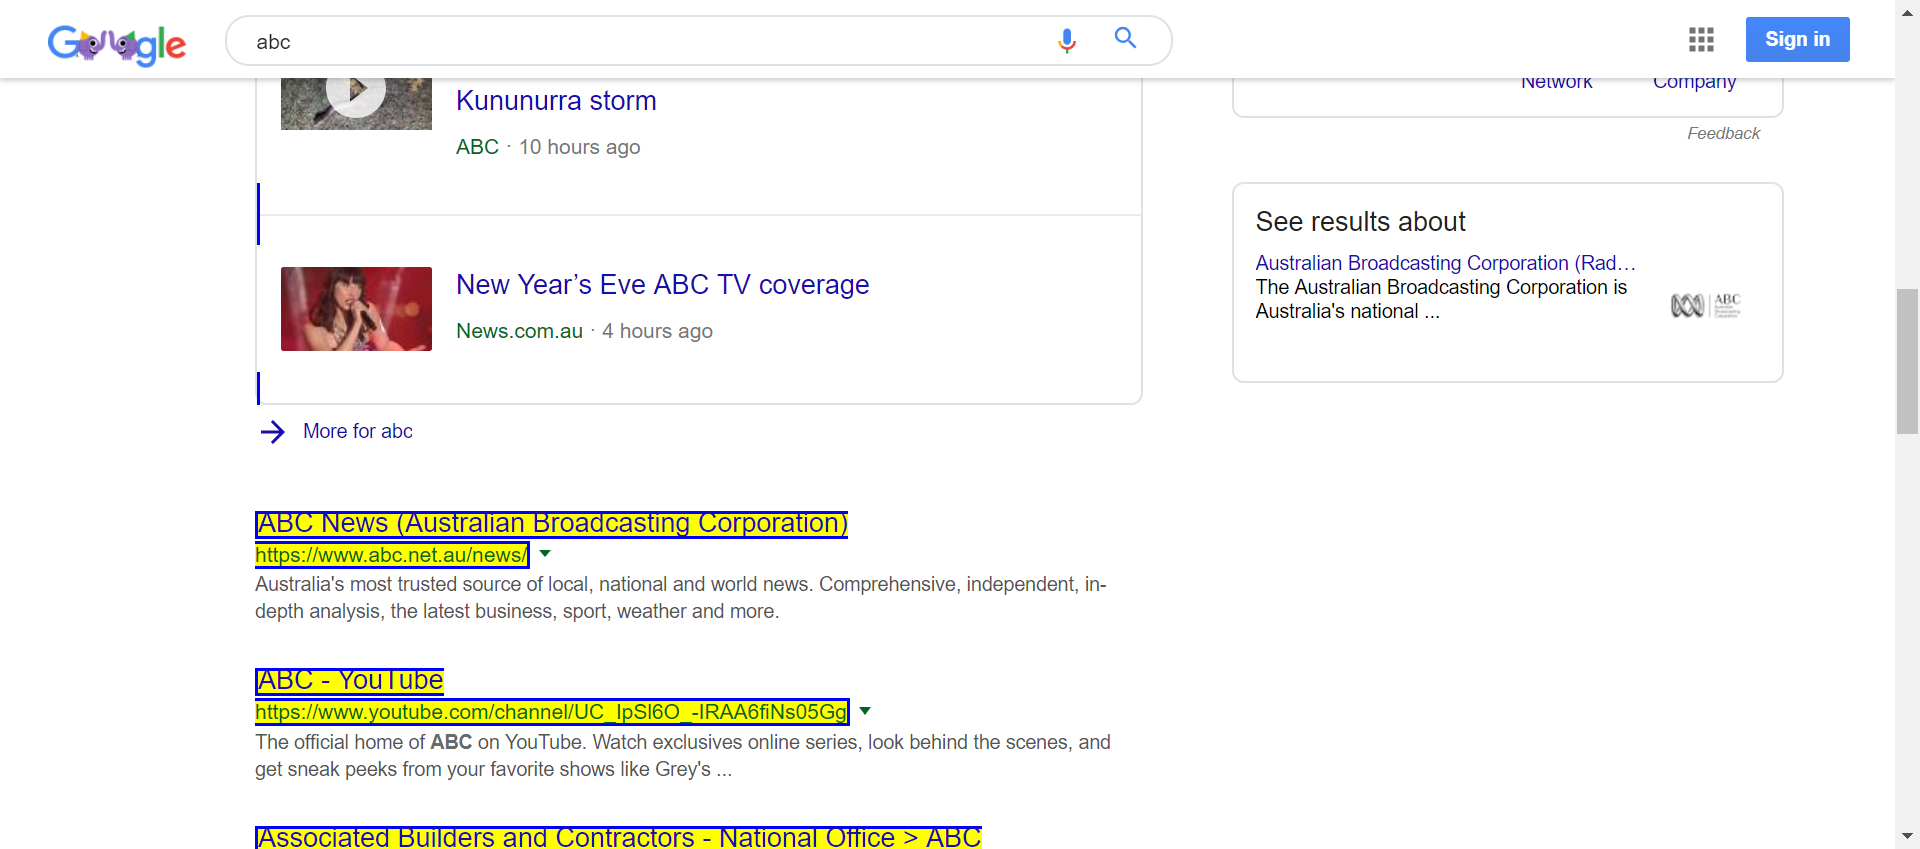 Google
abc
Sign in
Kununurra storm
ABC · 10 hours ago
New Year’s Eve ABC TV coverage
News.com.au · 4 hours ago
More for abc
ABC News (Australian Broadcasting Corporation)
https://www.abc.net.au/news/
Australia's most trusted source of local, national and world news. Comprehensive, independent, in-
depth analysis, the latest business, sport, weather and more.
ABC - YouTube
https://www.youtube.com/channel/UC_IpSl6O_-IRAA6fiNs05Gg
The official home of ABC on YouTube. Watch exclusives online series, look behind the scenes, and
get sneak peeks from your favorite shows like Grey's ...
Associated Builders and Contractors - National Office > ABC
Network Company
Feedback
See results about
Australian Broadcasting Corporation (Rad…
The Australian Broadcasting Corporation is
Australia's national ...
ABC
Australian
Broadcasting
Corporation